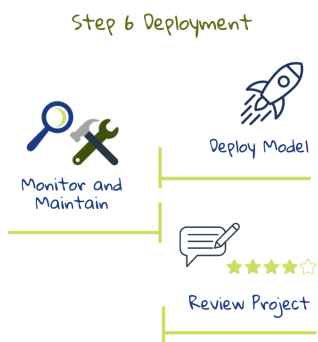 Step 6 Deployment
Deploy Model
Monitor and
Maintain
Review Project